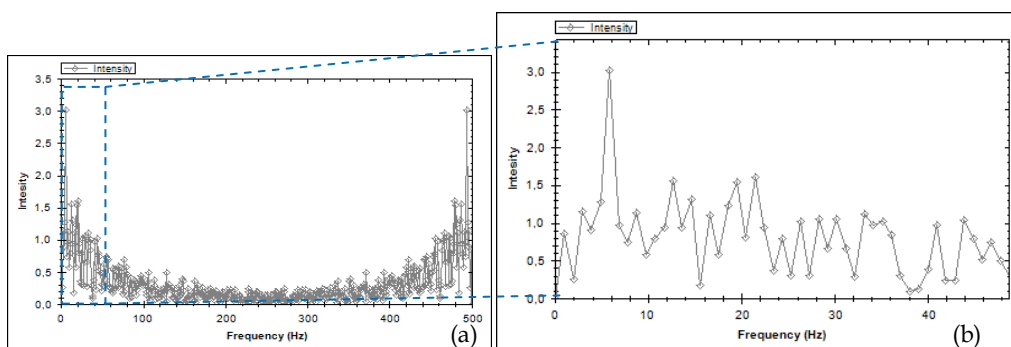 Intensity
3,5
3,0
2,5
2,0
1,5
1,0
0,5
0,0
Intesity
0 100 200 300 400 500
Frequency (Hz)
(a)
Intensity
3,0
2,5
2,0
1,5
1,0
0,5
0,0
Intesity
0 10 20 30 40
Frequency (Hz)
(b)